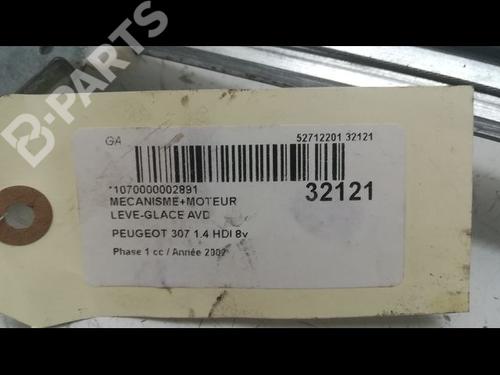 B-PARTS
GA
52712201 32121
*1070000002891
32121
MECANISME+MOTEUR
LEVE-GLACE AVD
PEUGEOT 307 1.4 HDI 8v
Phase 1 cc / Année 2002